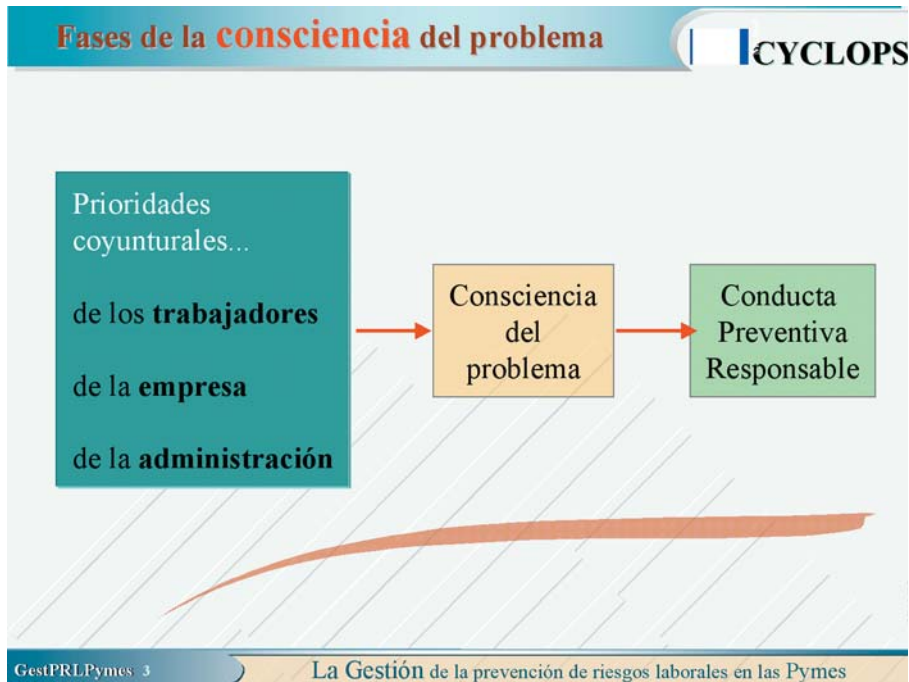 Fases de la consciencia del problema
CYCLOPS
Prioridades
coyunturales...
de los trabajadores
de la empresa
de la administración
Consciencia
del
problema
Conducta
Preventiva
Responsable
GestPRLPymes 3
La Gestión de la prevención de riesgos laborales en las Pymes